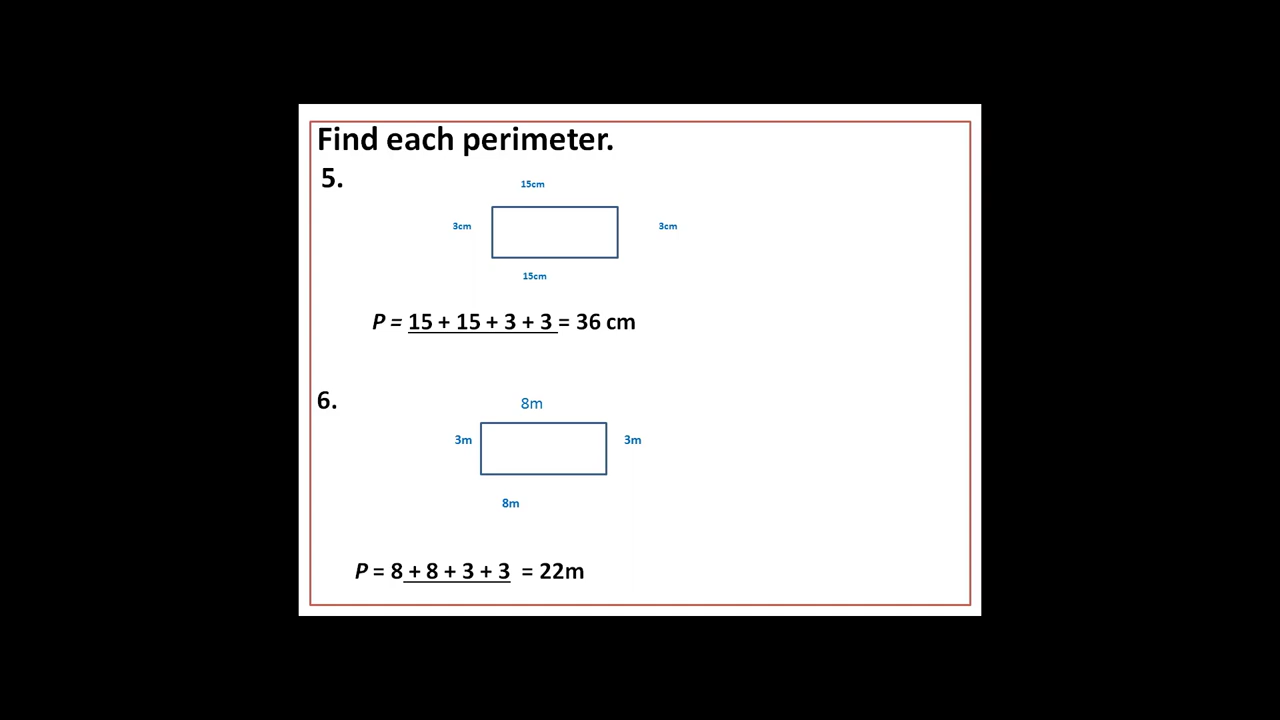 Find each perimeter.
5.
15cm
3cm
3cm
15cm
P = 15 + 15 + 3 + 3 = 36 cm
6.
8m
3m
3m
8m
P = 8 + 8 + 3 + 3 = 22m